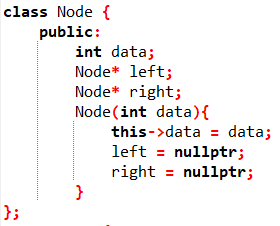 class Node {
    public:
        int data;
        Node* left;
        Node* right;
        Node(int data){
            this->data = data;
            left = nullptr;
            right = nullptr;
        }
};